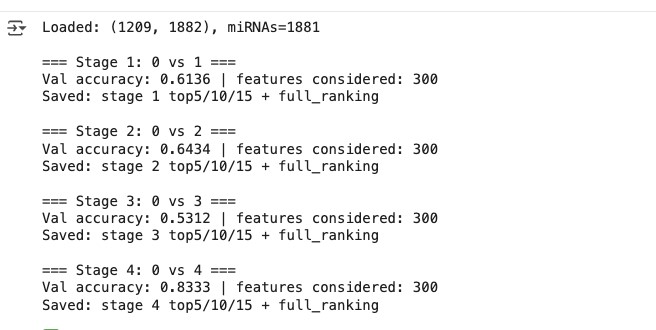 Loaded: (1209, 1882), miRNAs=1881
=== Stage 1: 0 vs 1 ===
Val accuracy: 0.6136 | features considered: 300
Saved: stage 1 top5/10/15 + full_ranking
=== Stage 2: 0 vs 2 ===
Val accuracy: 0.6434 | features considered: 300
Saved: stage 2 top5/10/15 + full_ranking
=== Stage 3: 0 vs 3 ===
Val accuracy: 0.5312 | features considered: 300
Saved: stage 3 top5/10/15 + full_ranking
=== Stage 4: 0 vs 4 ===
Val accuracy: 0.8333 | features considered: 300
Saved: stage 4 top5/10/15 + full_ranking